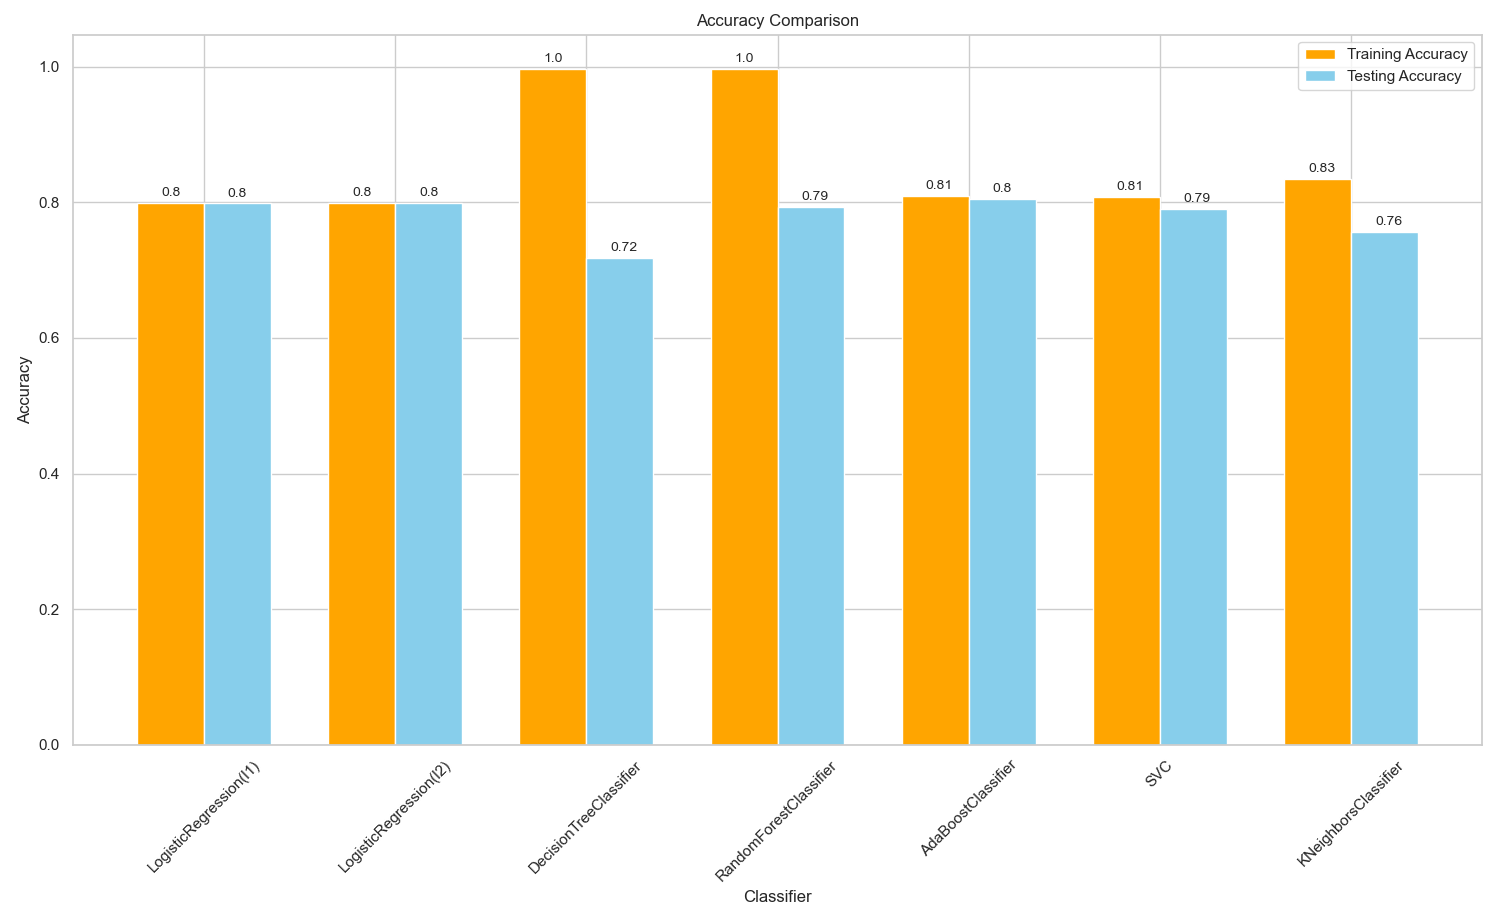 Accuracy Comparison
Training Accuracy
Testing Accuracy
Accuracy
1.0
0.8
0.6
0.4
0.2
0.0
0.8
0.8
0.8
0.8
1.0
0.72
1.0
0.79
0.81
0.8
0.81
0.79
0.83
0.76
LogisticRegression(l1)
LogisticRegression(l2)
DecisionTreeClassifier
RandomForestClassifier
AdaBoostClassifier
SVC
KNeighborsClassifier
Classifier